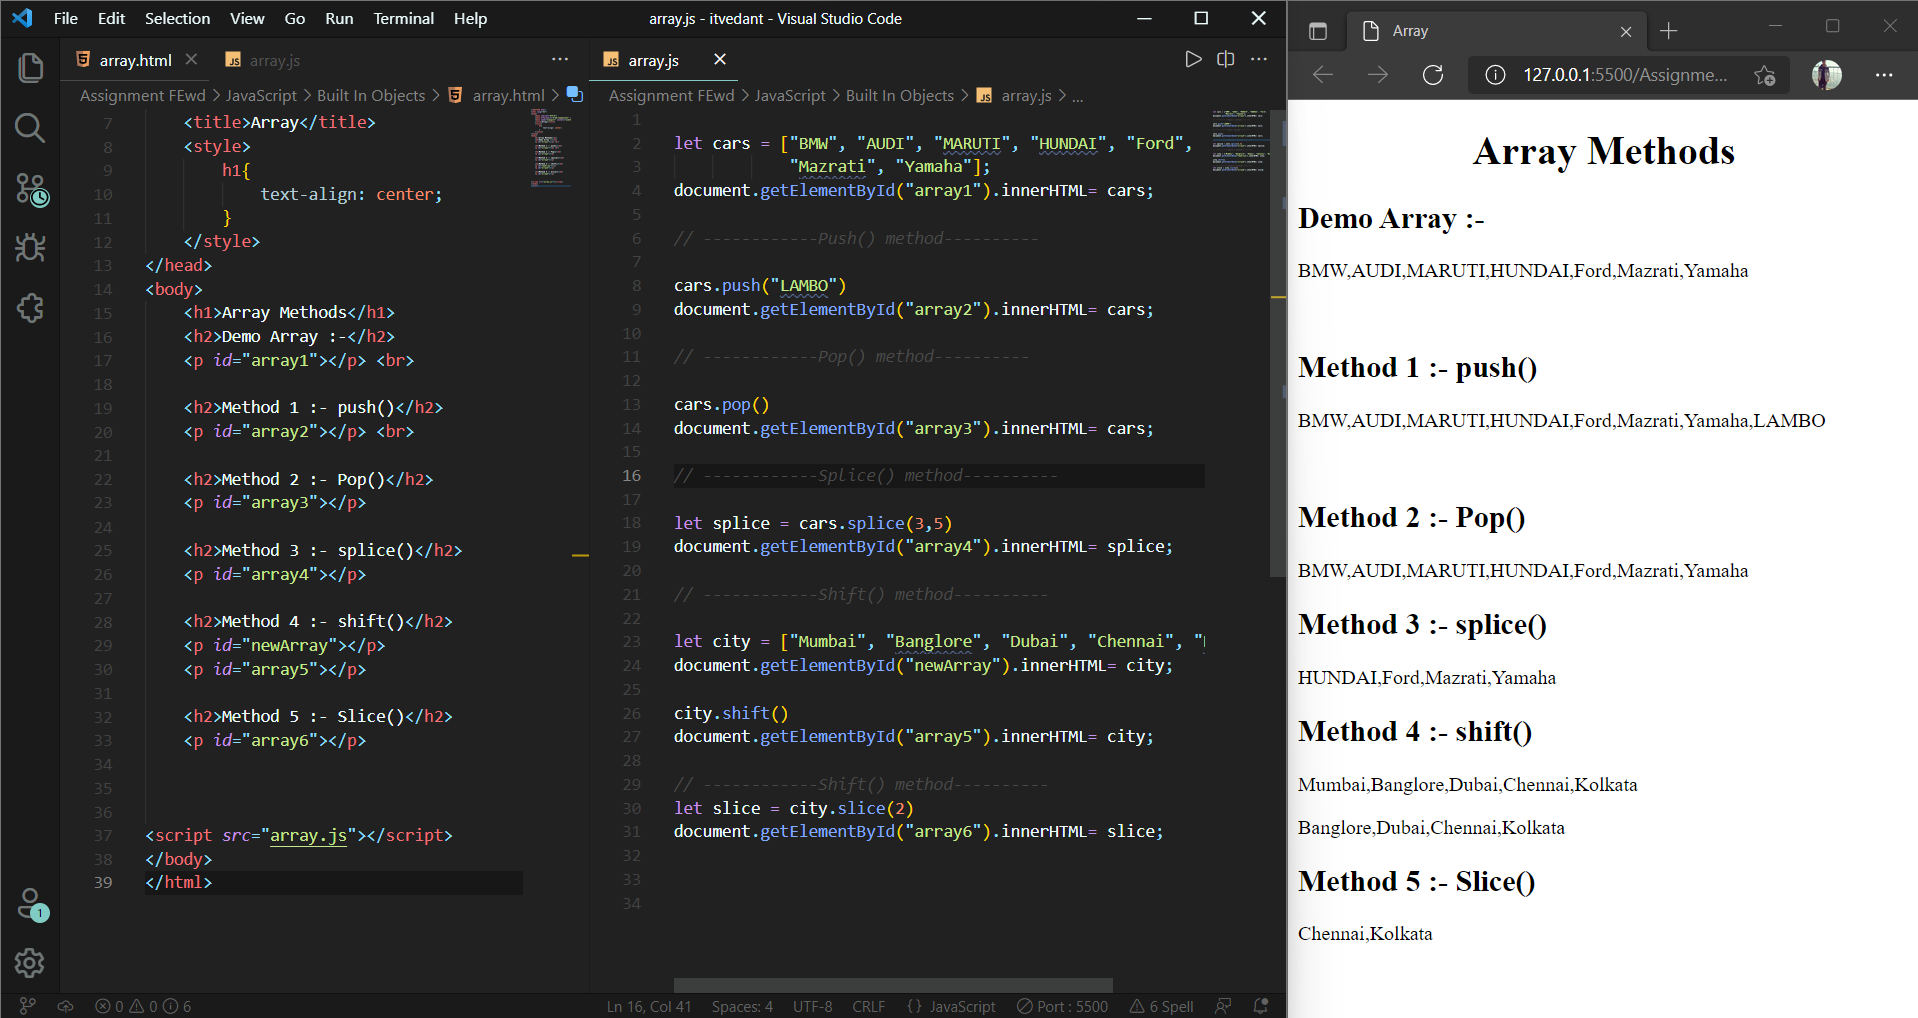 File Edit Selection View Go Run Terminal Help
array.js - itvedant - Visual Studio Code
array.html
array.js
Assignment FEwd > JavaScript > Built In Objects > array.html >
7 <title>Array</title>
8 <style>
9 h1{
10 text-align: center;
11 }
12 </style>
13 </head>
14 <body>
15 <h1>Array Methods</h1>
16 <h2>Demo Array :-</h2>
17 <p id="array1"></p> <br>
18
19 <h2>Method 1 :- push()</h2>
20 <p id="array2"></p> <br>
21
22 <h2>Method 2 :- Pop()</h2>
23 <p id="array3"></p>
24
25 <h2>Method 3 :- splice()</h2>
26 <p id="array4"></p>
27
28 <h2>Method 4 :- shift()</h2>
29 <p id="newArray"></p>
30 <p id="array5"></p>
31
32 <h2>Method 5 :- Slice()</h2>
33 <p id="array6"></p>
34
35
36
37 <script src="array.js"></script>
38 </body>
39 </html>
array.js
Assignment FEwd > JavaScript > Built In Objects > array.js > ...
1
2 let cars = ["BMW", "AUDI", "MARUTI", "HUNDAI", "Ford",
3 "Mazrati", "Yamaha"];
4 document.getElementById("array1").innerHTML= cars;
5
6 // ------------Push() method----------
7
8 cars.push("LAMBO")
9 document.getElementById("array2").innerHTML= cars;
10
11 // ------------Pop() method----------
12
13 cars.pop()
14 document.getElementById("array3").innerHTML= cars;
15
16 // ------------Splice() method----------
17
18 let splice = cars.splice(3,5)
19 document.getElementById("array4").innerHTML= splice;
20
21 // ------------Shift() method----------
22
23 let city = ["Mumbai", "Banglore", "Dubai", "Chennai", "
24 document.getElementById("newArray").innerHTML= city;
25
26 city.shift()
27 document.getElementById("array5").innerHTML= city;
28
29 // ------------Shift() method----------
30 let slice = city.slice(2)
31 document.getElementById("array6").innerHTML= slice;
32
33
34
1
0 0 6
Ln 16, Col 41 Spaces: 4 UTF-8 CRLF {} JavaScript Port : 5500 6 Spell
Array
127.0.0.1:5500/Assignme...
Array Methods
Demo Array :-
BMW,AUDI,MARUTI,HUNDAI,Ford,Mazrati,Yamaha
Method 1 :- push()
BMW,AUDI,MARUTI,HUNDAI,Ford,Mazrati,Yamaha,LAMBO
Method 2 :- Pop()
BMW,AUDI,MARUTI,HUNDAI,Ford,Mazrati,Yamaha
Method 3 :- splice()
HUNDAI,Ford,Mazrati,Yamaha
Method 4 :- shift()
Mumbai,Banglore,Dubai,Chennai,Kolkata
Banglore,Dubai,Chennai,Kolkata
Method 5 :- Slice()
Chennai,Kolkata